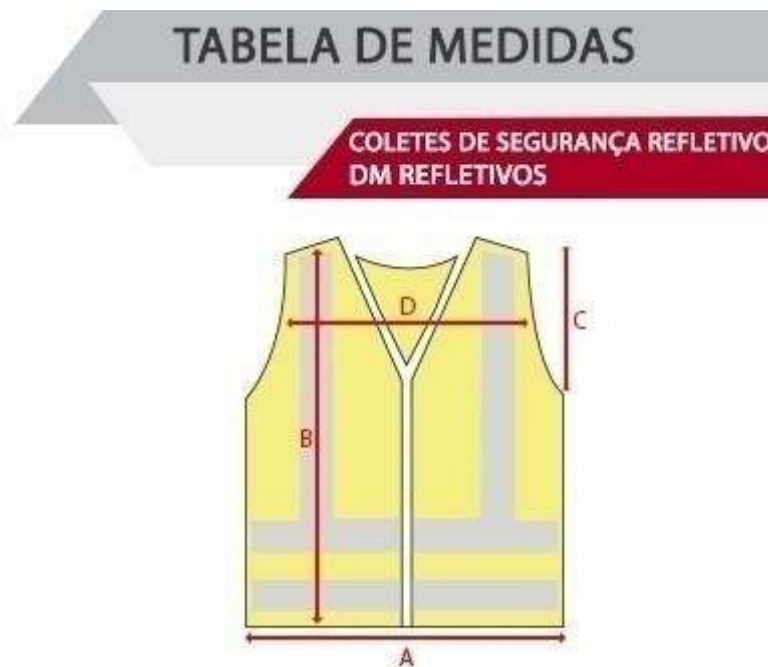 TABELA DE MEDIDAS
COLETES DE SEGURANÇA REFLETIVO
DM REFLETIVOS
D
C
B
A